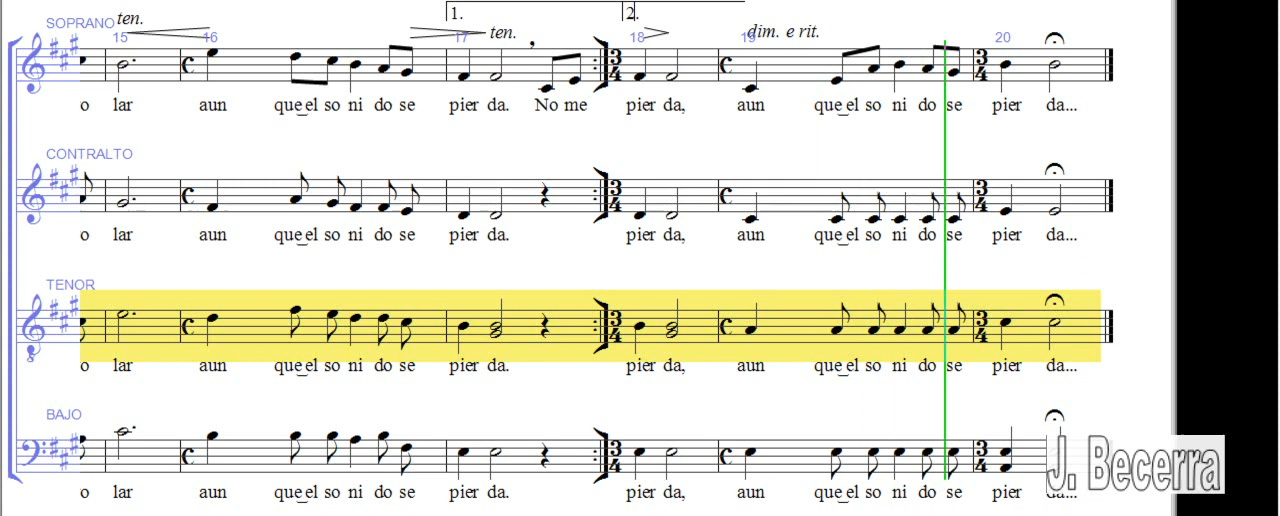 1. 2.
SOPRANO ten. ten. , dim. e rit.
15 16 17 18 19 20
o lar aun que el so ni do se pier da. No me pier da, aun que el so ni do se pier da...
CONTRALTO
o lar aun que el so ni do se pier da. pier da, aun que el so ni do se pier da...
TENOR
8
o lar aun que el so ni do se pier da. pier da, aun que el so ni do se pier da...
BAJO
o lar aun que el so ni do se pier da. pier da, aun que el so ni do se pier da...
J. Becerra